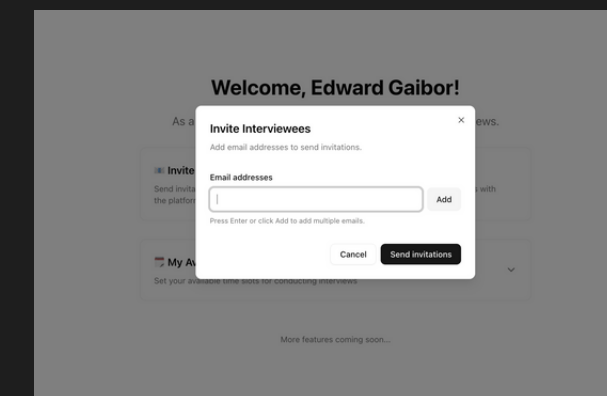 Welcome, Edward Gaibor!
As a
ews.
Invite Interviewees
Add email addresses to send invitations.
Invite
Send invita
s with
the platfor
Email addresses
Add
Press Enter or click Add to add multiple emails.
Cancel
Send invitations
My Av
Set your available time slots for conducting interviews
More features coming soon...